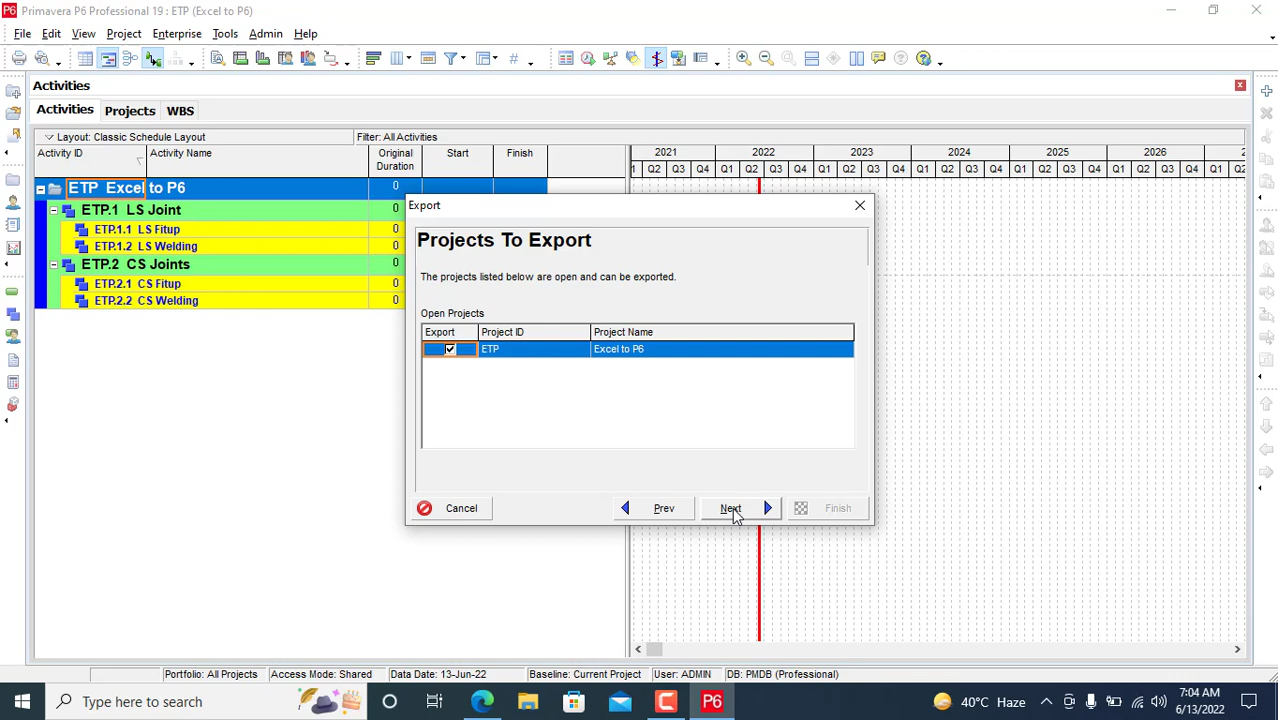 P6 Primavera P6 Professional 19 : ETP (Excel to P6)
File Edit View Project Enterprise Tools Admin Help
Activities
Activities Projects WBS
Layout: Classic Schedule Layout Filter: All Activities
Activity ID Activity Name Original Duration Start Finish
2021 2022 2023 2024 2025 2026 2
1 Q2 Q3 Q4 Q1 Q2 Q3 Q4 Q1 Q2 Q3 Q4 Q1 Q2 Q3 Q4 Q1 Q2 Q3 Q4 Q1 Q2 Q3 Q4 Q1
ETP Excel to P6 0
ETP.1 LS Joint 0
ETP.1.1 LS Fitup 0
ETP.1.2 LS Welding 0
ETP.2 CS Joints 0
ETP.2.1 CS Fitup 0
ETP.2.2 CS Welding 0
Export
Projects To Export
The projects listed below are open and can be exported.
Open Projects
Export Project ID Project Name
ETP Excel to P6
Cancel Prev Next Finish
Portfolio: All Projects Access Mode: Shared Data Date: 13-Jun-22 Baseline: Current Project User: ADMIN DB: PMDB (Professional)
Type here to search P6 40°C Haze 7:04 AM
6/13/2022